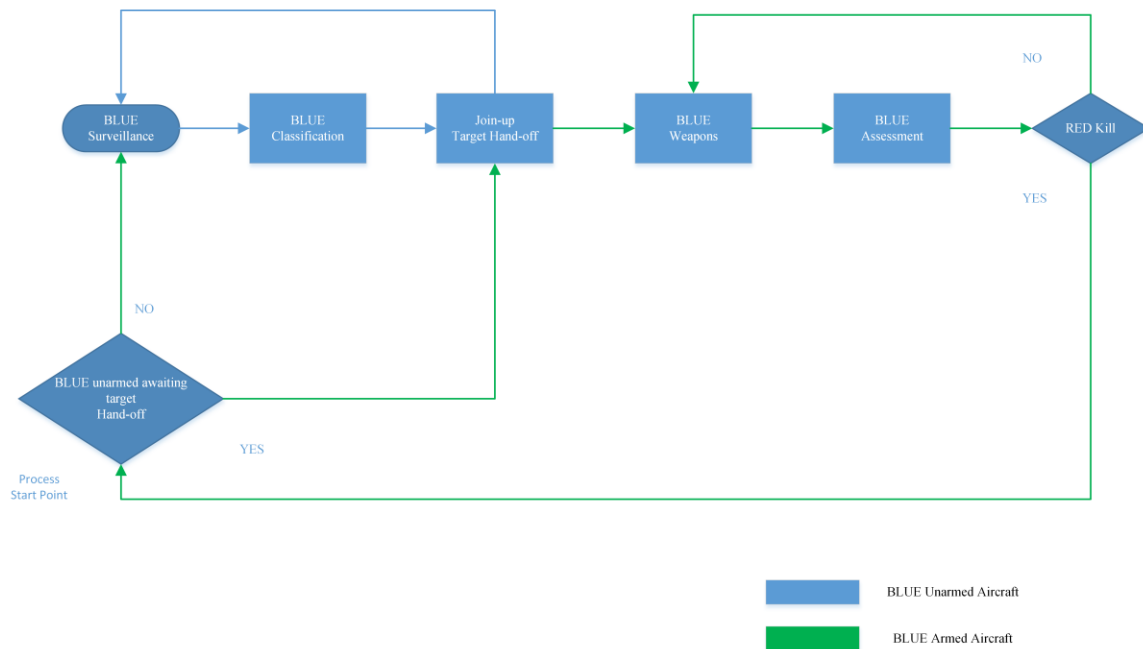 NO
BLUE
Surveillance
BLUE
Classification
Join-up
Target Hand-off
BLUE
Weapons
BLUE
Assessment
RED Kill
YES
NO
BLUE unarmed awaiting
target
Hand-off
YES
Process
Start Point
BLUE Unarmed Aircraft
BLUE Armed Aircraft